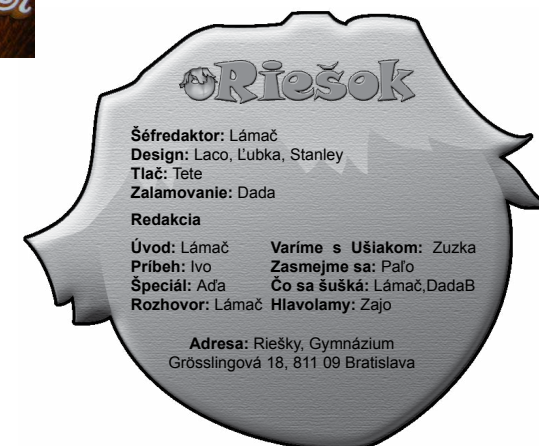 Riešok
Šéfredaktor: Lámač
Design: Laco, Ľubka, Stanley
Tlač: Tete
Zalamovanie: Dada
Redakcia
Úvod: Lámač
Príbeh: Ivo
Špeciál: Aďa
Rozhovor: Lámač
Varíme s Ušiakom: Zuzka
Zasmejme sa: Paľo
Čo sa šušká: Lámač,DadaB
Hlavolamy: Zajo
Adresa: Riešky, Gymnázium
Grösslingová 18, 811 09 Bratislava